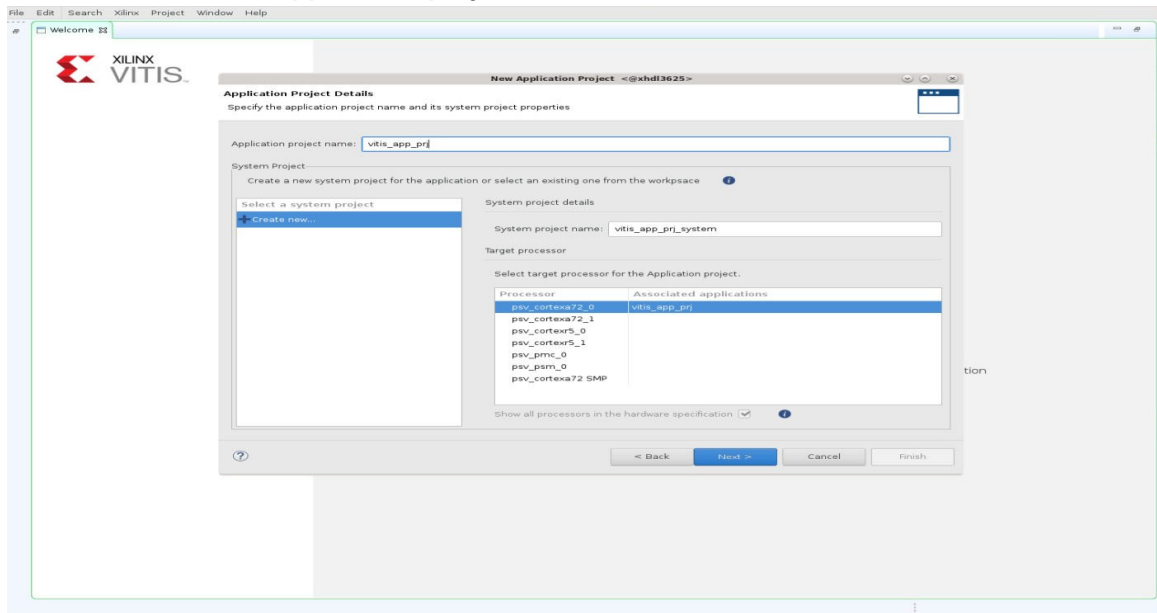 File Edit Search Xilinx Project Window Help
Welcome
XILINX
VITIS
New Application Project <@xhdl3625>
Application Project Details
Specify the application project name and its system project properties
Application project name: vitis_app_prj
System Project
Create a new system project for the application or select an existing one from the workpsace
Select a system project
System project details
Create new...
System project name: vitis_app_prj_system
Target processor
Select target processor for the Application project.
Processor Associated applications
psv_cortexa72_0 vitis_app_prj
psv_cortexa72_1
psv_cortexr5_0
psv_cortexr5_1
psv_pmc_0
psv_psm_0
psv_cortexa72 SMP
tion
Show all processors in the hardware specification
< Back Next > Cancel Finish